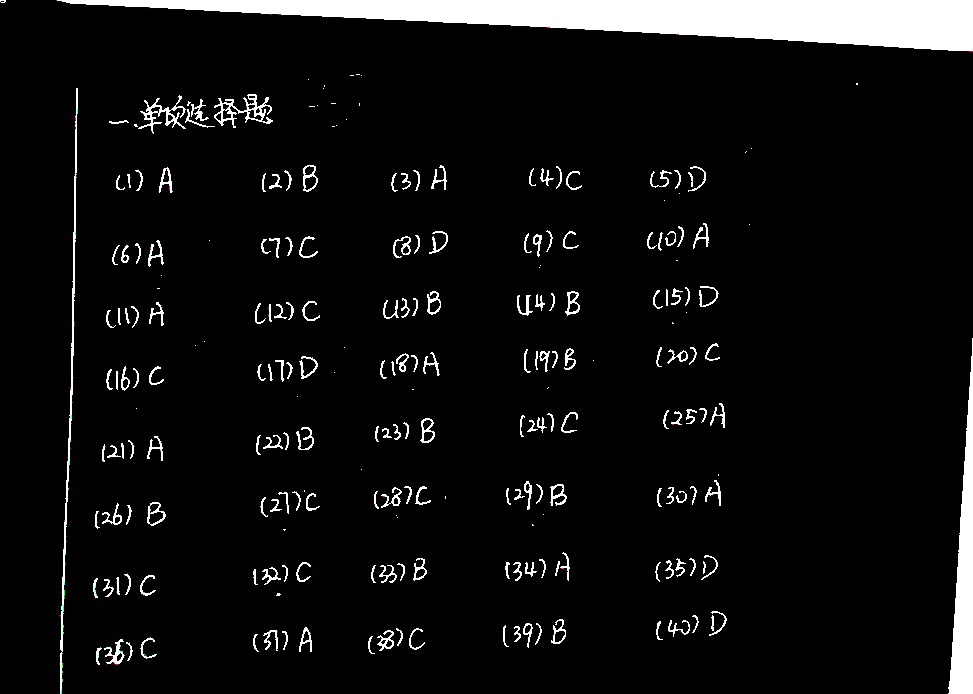 一.单项选择题
(1) A (2) B (3) A (4) C (5) D
(6) A (7) C (8) D (9) C (10) A
(11) A (12) C (13) B (14) B (15) D
(16) C (17) D (18) A (19) B (20) C
(21) A (22) B (23) B (24) C (25) A
(26) B (27) C (28) C (29) B (30) A
(31) C (32) C (33) B (34) A (35) D
(36) C (37) A (38) C (39) B (40) D